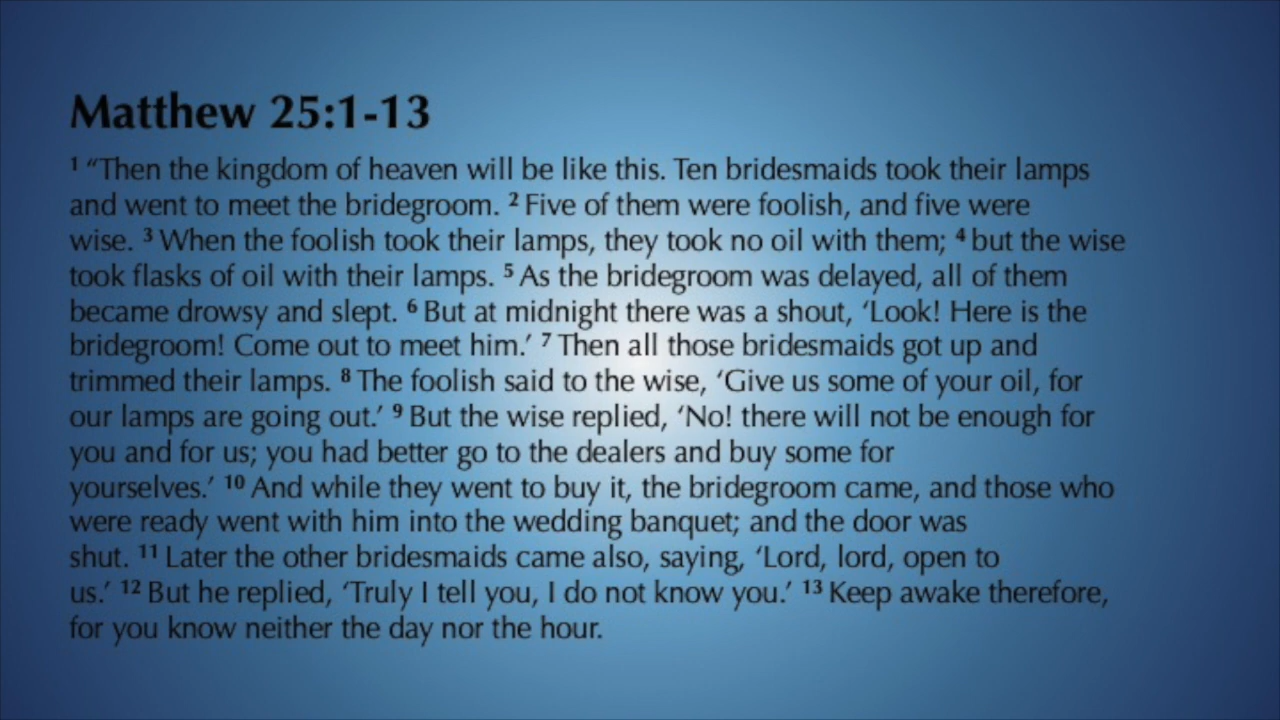 Matthew 25:1-13
1 “Then the kingdom of heaven will be like this. Ten bridesmaids took their lamps
and went to meet the bridegroom. 2 Five of them were foolish, and five were
wise. 3 When the foolish took their lamps, they took no oil with them; 4 but the wise
took flasks of oil with their lamps. 5 As the bridegroom was delayed, all of them
became drowsy and slept. 6 But at midnight there was a shout, ‘Look! Here is the
bridegroom! Come out to meet him.’ 7 Then all those bridesmaids got up and
trimmed their lamps. 8 The foolish said to the wise, ‘Give us some of your oil, for
our lamps are going out.’ 9 But the wise replied, ‘No! there will not be enough for
you and for us; you had better go to the dealers and buy some for
yourselves.’ 10 And while they went to buy it, the bridegroom came, and those who
were ready went with him into the wedding banquet; and the door was
shut. 11 Later the other bridesmaids came also, saying, ‘Lord, lord, open to
us.’ 12 But he replied, ‘Truly I tell you, I do not know you.’ 13 Keep awake therefore,
for you know neither the day nor the hour.